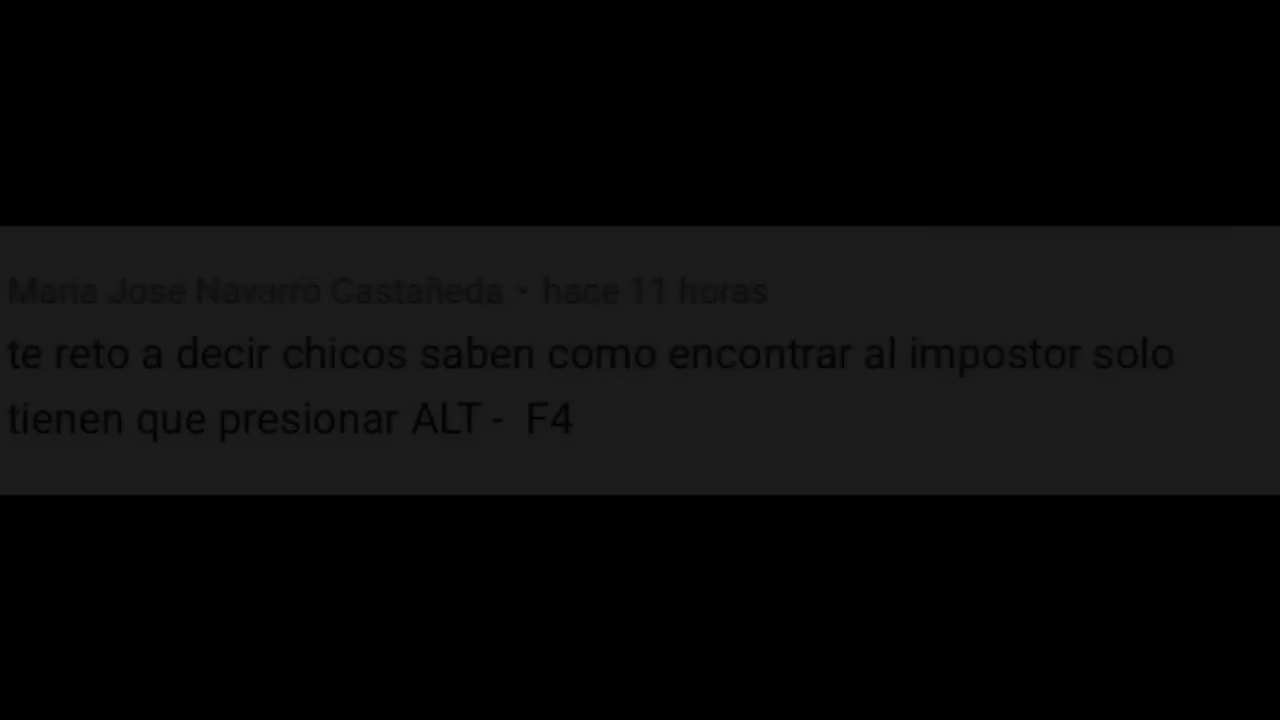 Maria Jose Navarro Castañeda • hace 11 horas
te reto a decir chicos saben como encontrar al impostor solo
tienen que presionar ALT -  F4